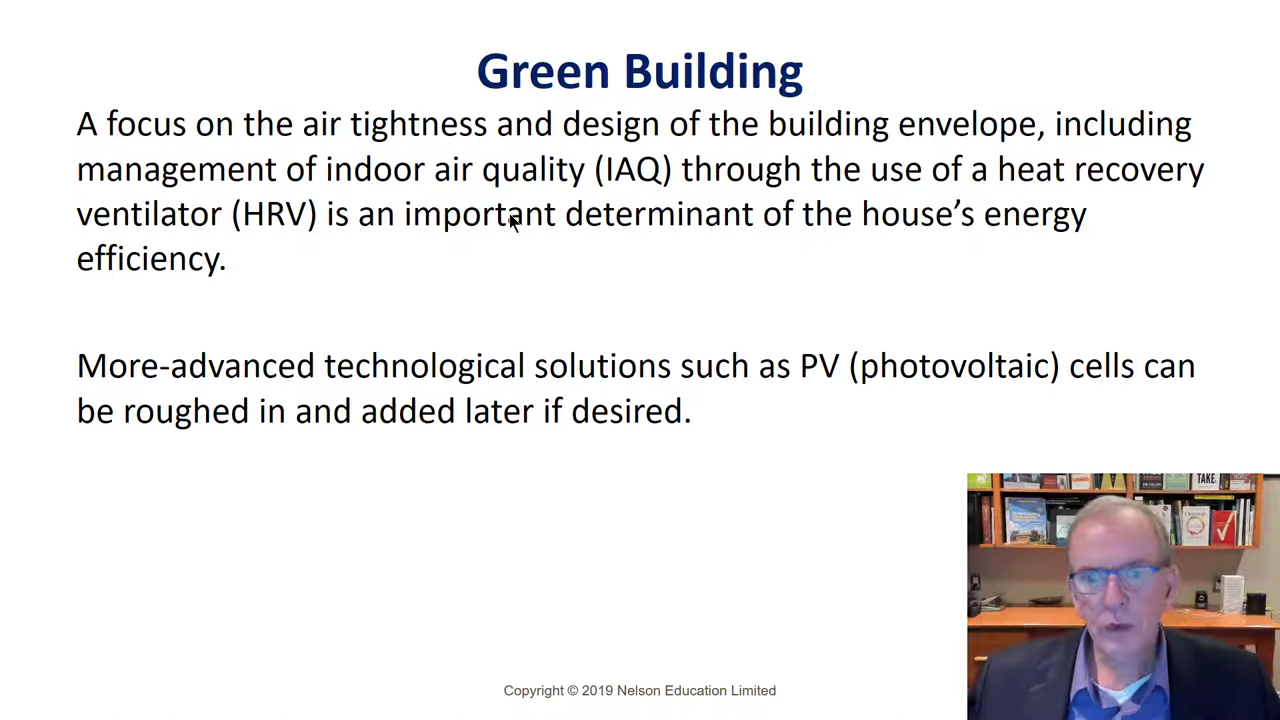 Green Building
A focus on the air tightness and design of the building envelope, including
management of indoor air quality (IAQ) through the use of a heat recovery
ventilator (HRV) is an important determinant of the house’s energy
efficiency.
More-advanced technological solutions such as PV (photovoltaic) cells can
be roughed in and added later if desired.
TAKE.
Copyright © 2019 Nelson Education Limited